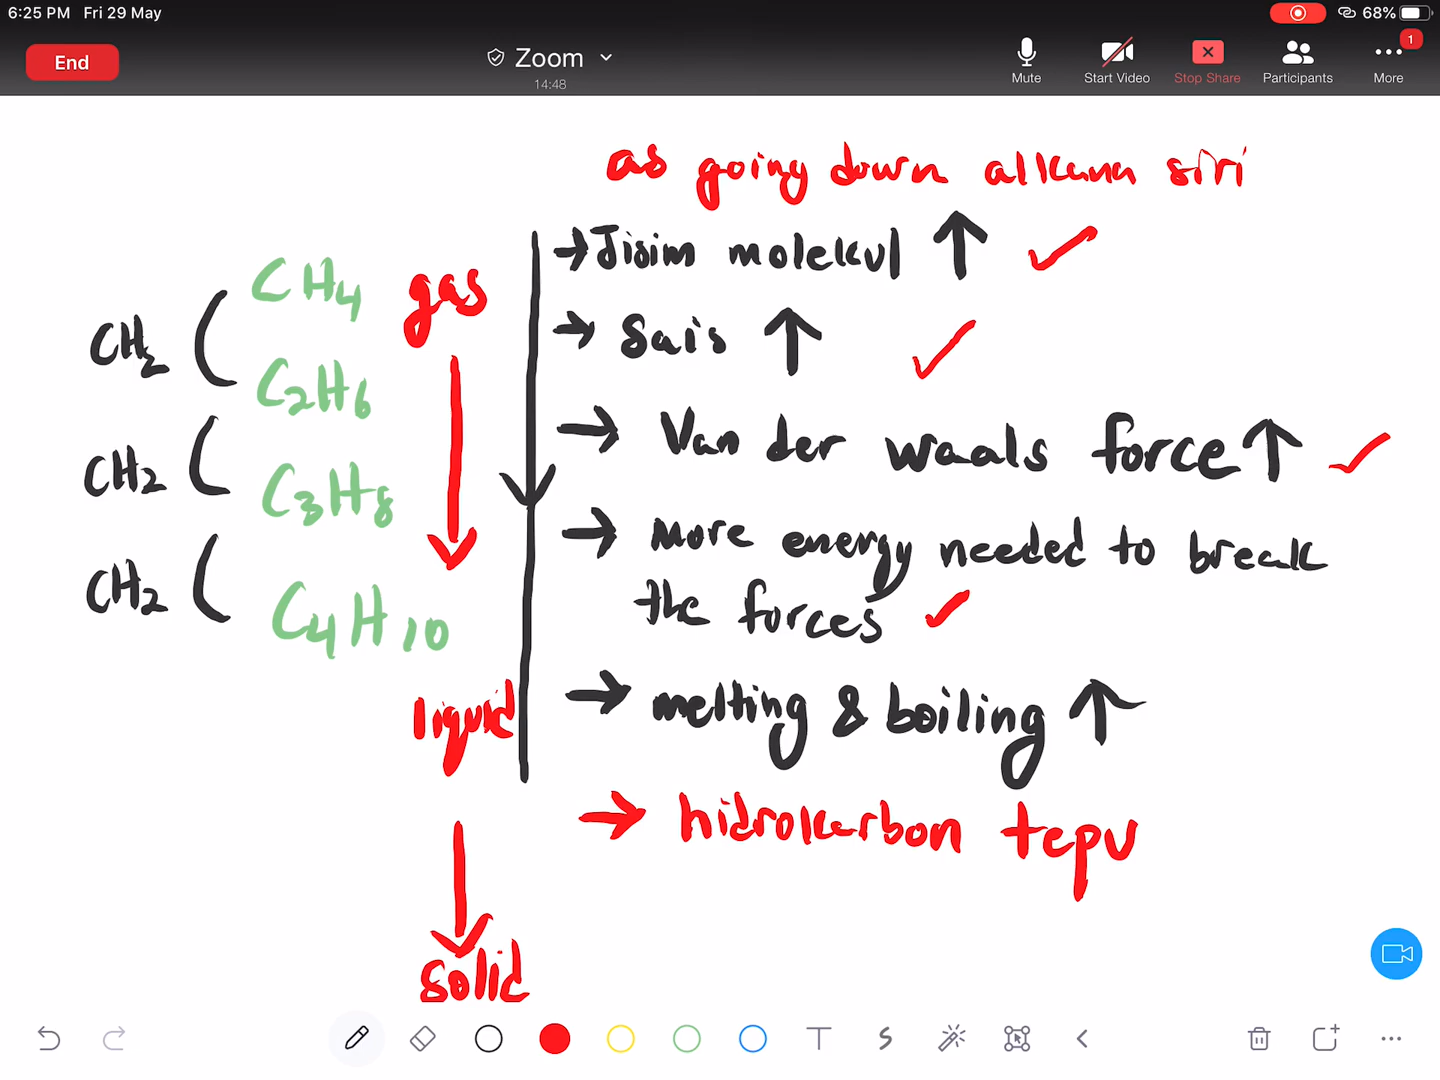 6:25 PM Fri 29 May
68%
End
Zoom
14:48
Mute
Start Video
Stop Share
Participants
More
1
as going down alkana siri
→ Jisim molekul ↑ ✓
→ Sais ↑ ✓
→ Van der waals force ↑ ✓
→ more energy needed to break
the forces ✓
→ melting & boiling ↑
→ hidrokarbon tepu
CH4 gas
CH2
C2H6
CH2
C3H8
CH2
C4H10
liquid
solid
T